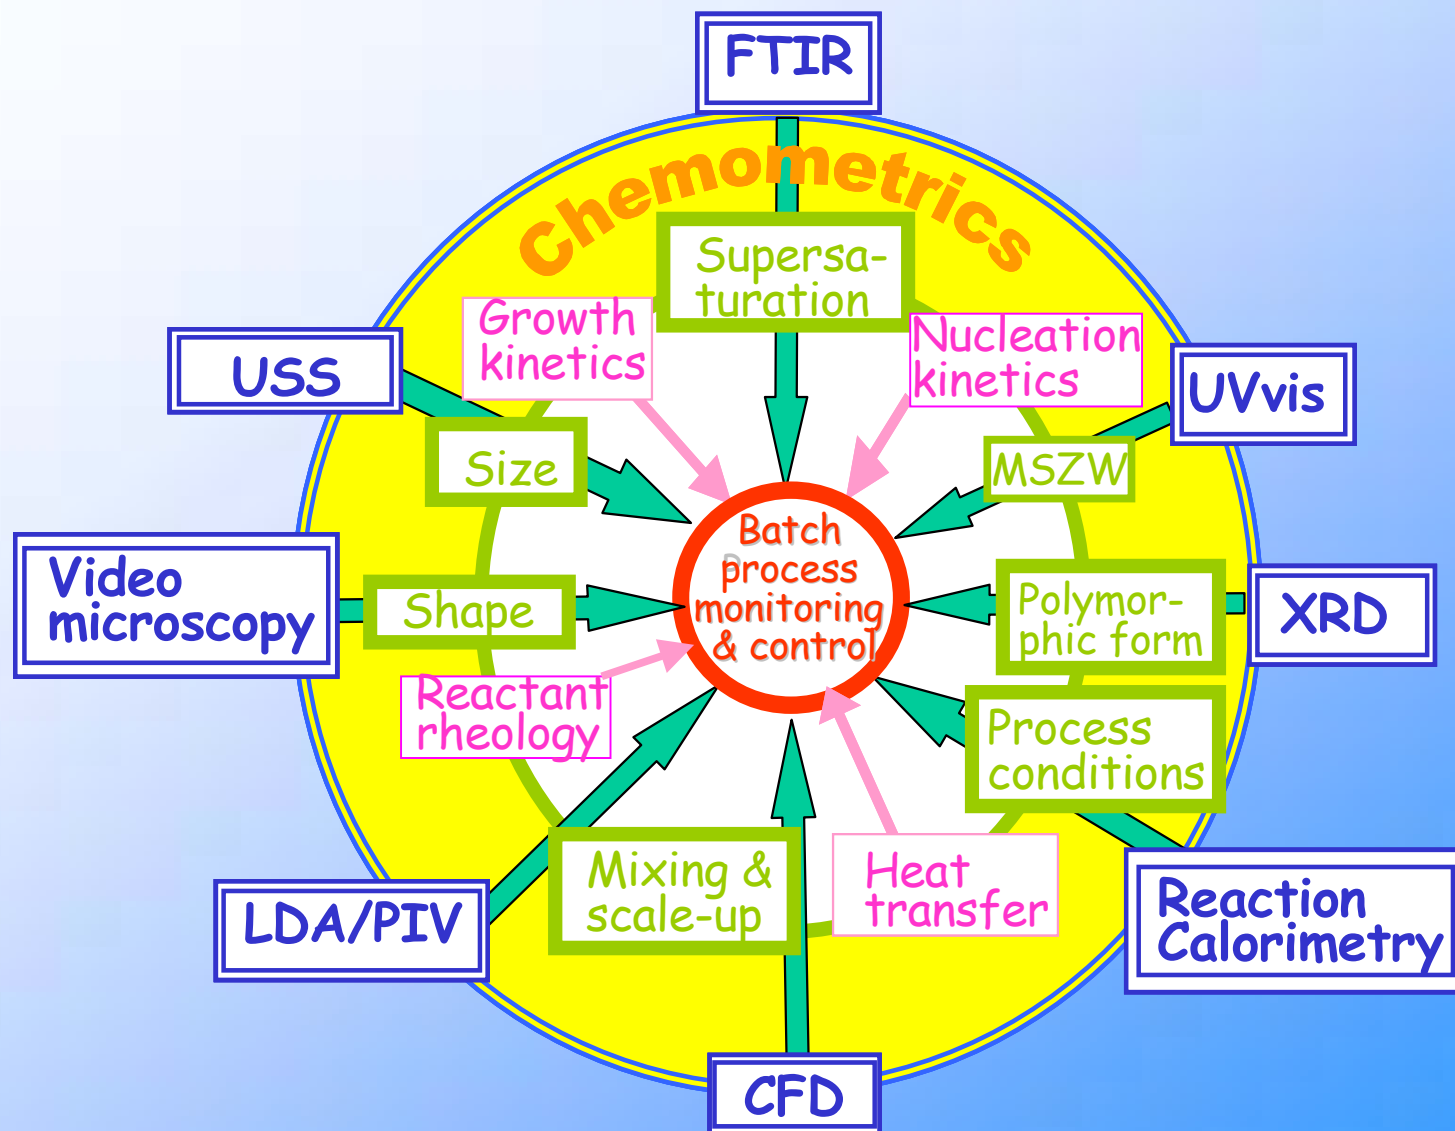 FTIR
Chemometrics
Supersa-
turation
Growth
kinetics
Nucleation
kinetics
USS
UVvis
Size
MSZW
Batch
process
monitoring
& control
Video
microscopy
Shape
Polymor-
phic form
XRD
Reactant
rheology
Process
conditions
Mixing &
scale-up
Heat
transfer
LDA/PIV
Reaction
Calorimetry
CFD